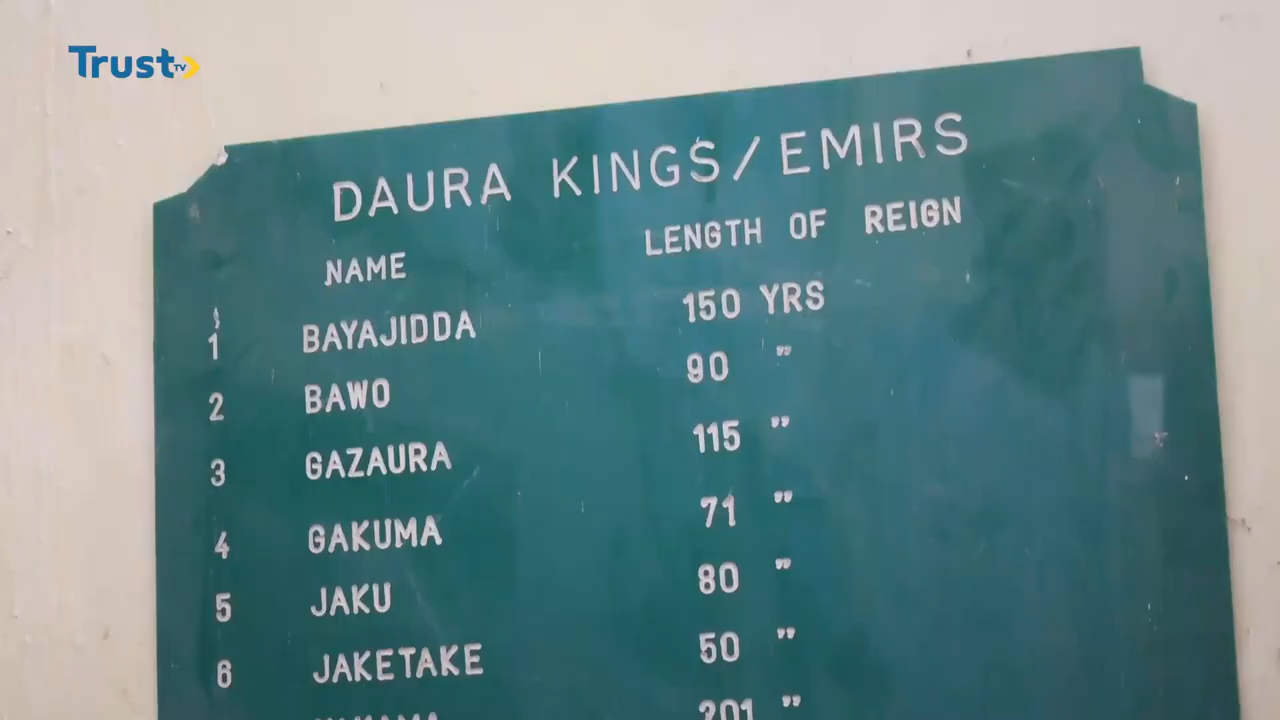 Trust TV
DAURA KINGS/EMIRS
NAME LENGTH OF REIGN
1 BAYAJIDDA 150 YRS
2 BAWO 90 "
3 GAZAURA 115 "
4 GAKUMA 71 "
5 JAKU 80 "
6 JAKETAKE 50 "
201 "